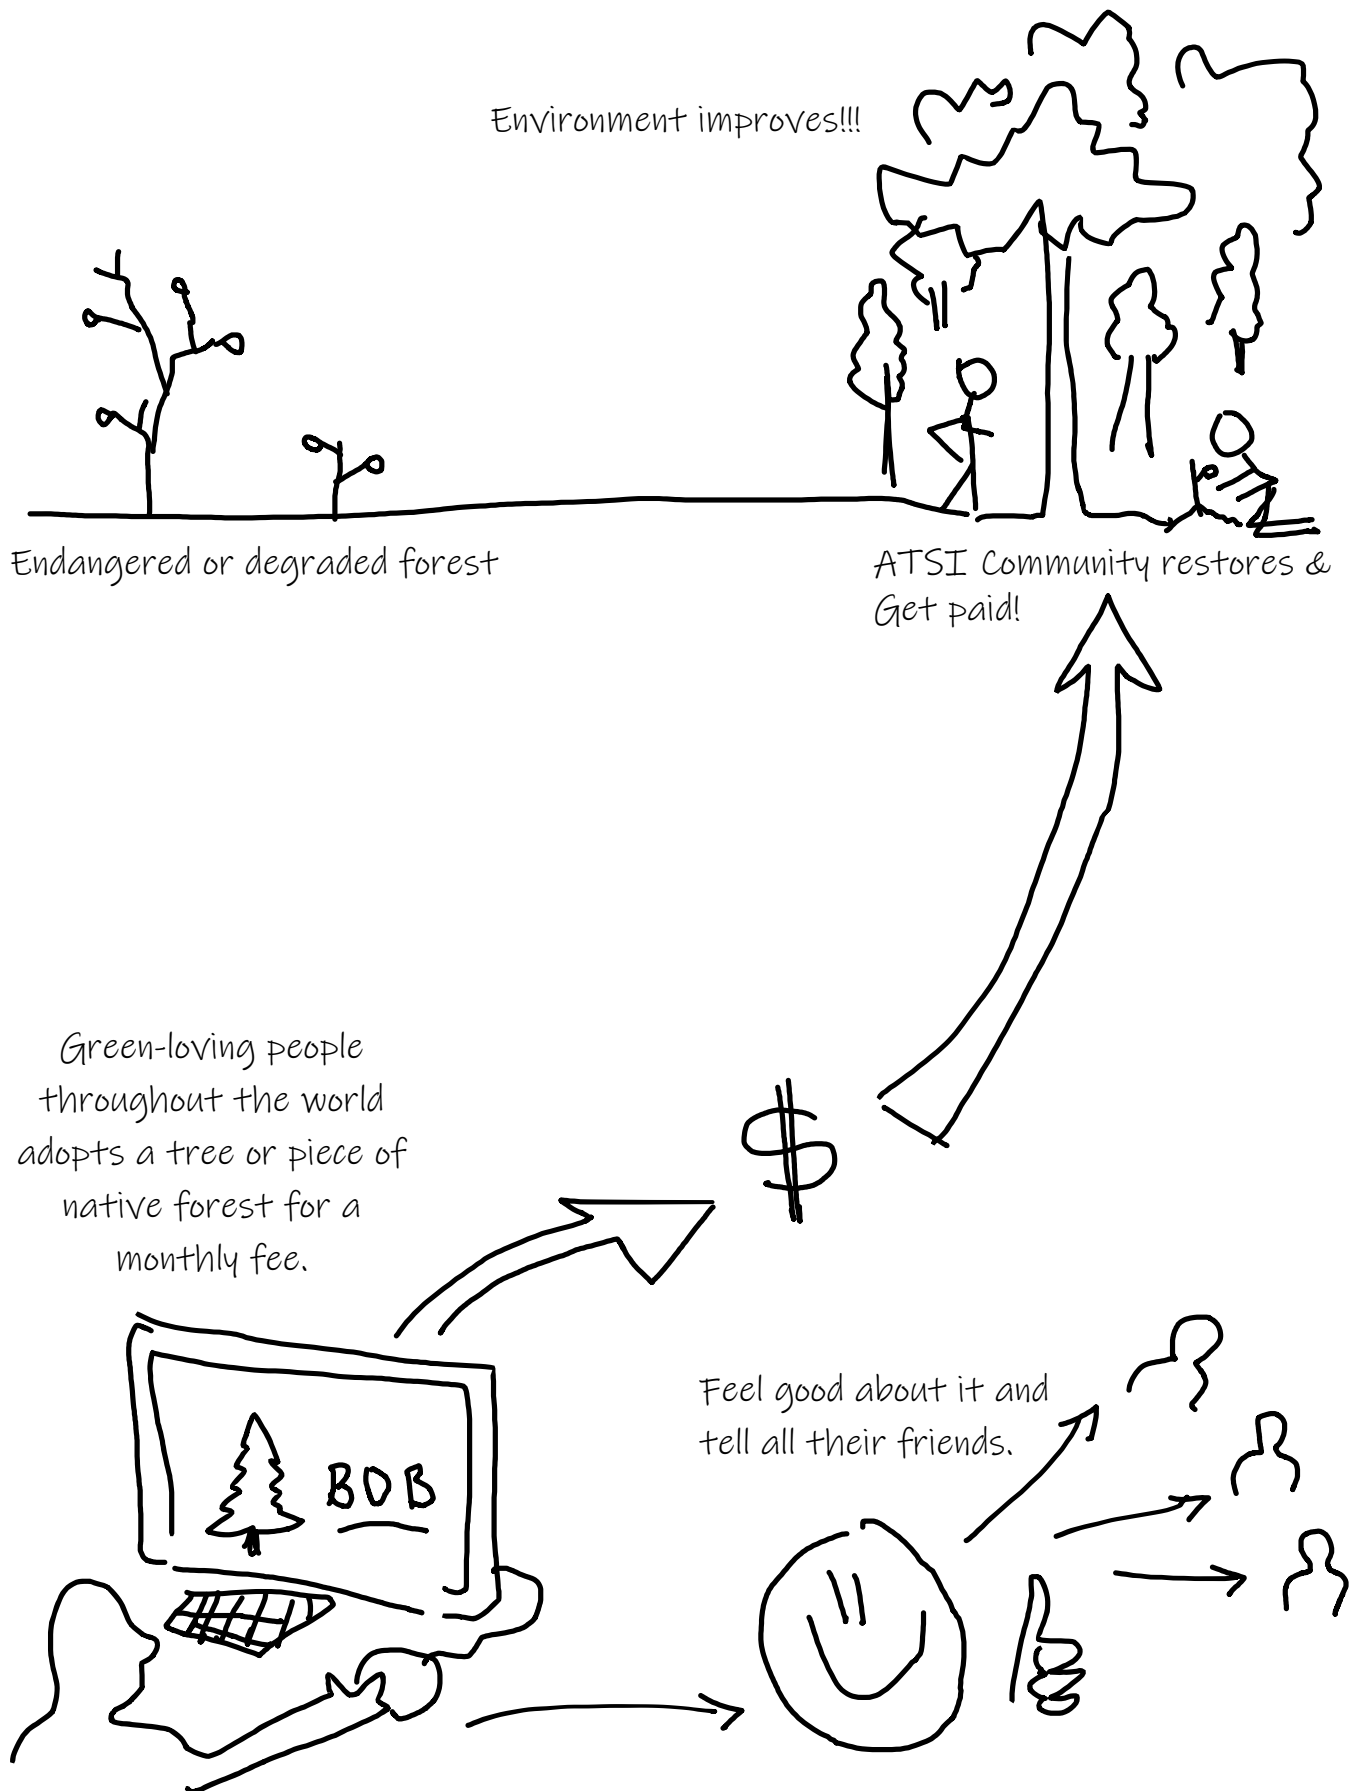 Environment improves!!!
Endangered or degraded forest
ATSI Community restores &
Get paid!
Green-loving people
throughout the world
adopts a tree or piece of
native forest for a
monthly fee.
$
BOB
Feel good about it and
tell all their friends.